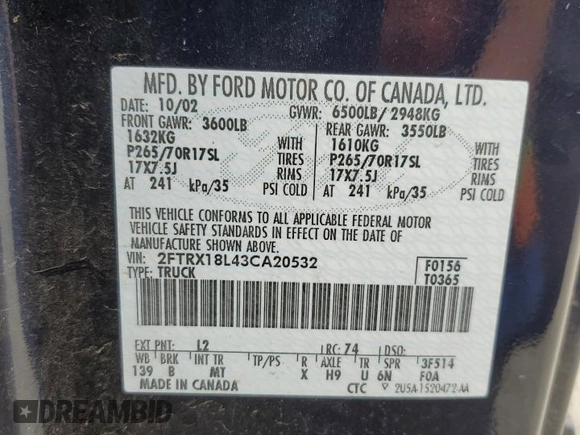 MFD. BY FORD MOTOR CO. OF CANADA, LTD.
DATE: 10/02 GVWR: 6500LB/ 2948KG
FRONT GAWR: 3600LB REAR GAWR: 3550LB
1632KG WITH 1610KG WITH
P265/70R17SL TIRES P265/70R17SL TIRES
17X7.5J RIMS 17X7.5J RIMS
AT 241 kPa/35 PSI COLD AT 241 kPa/35 PSI COLD
THIS VEHICLE CONFORMS TO ALL APPLICABLE FEDERAL MOTOR
VEHICLE SAFETY STANDARDS IN EFFECT ON THE DATE OF
MANUFACTURE SHOWN ABOVE.
VIN: 2FTRX18L43CA20532 F0156
TYPE: TRUCK T0365
EXT PNT: L2 RC: 74 DSO:
WB BRK INT TR TP/PS R AXLE TR SPR 3F514
139 B MT X H9 U 6N F0A
MADE IN CANADA CTC 2U5A-1520472-AA
DREAMBID